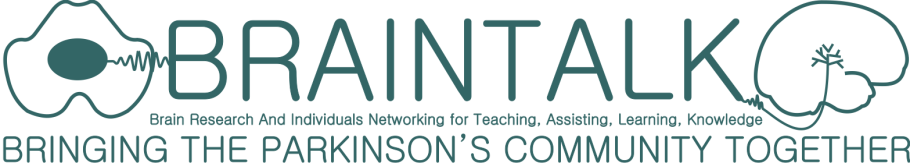 BRAINTALK
Brain Research And Individuals Networking for Teaching, Assisting, Learning, Knowledge
BRINGING THE PARKINSON'S COMMUNITY TOGETHER